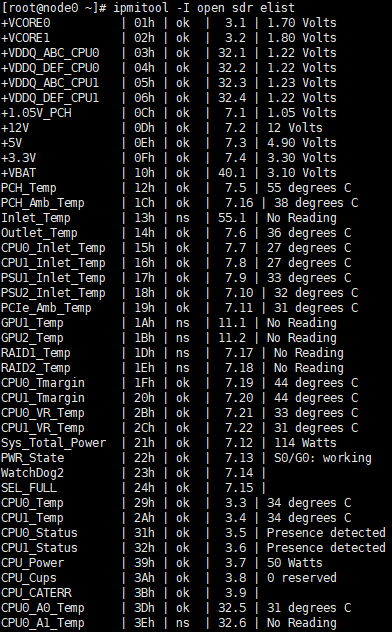 [root@node0 ~]# ipmitool -I open sdr elist
+VCORE0          | 01h | ok  |  3.1 | 1.70 Volts
+VCORE1          | 02h | ok  |  3.2 | 1.80 Volts
+VDDQ_ABC_CPU0   | 03h | ok  | 32.1 | 1.22 Volts
+VDDQ_DEF_CPU0   | 04h | ok  | 32.2 | 1.22 Volts
+VDDQ_ABC_CPU1   | 05h | ok  | 32.3 | 1.23 Volts
+VDDQ_DEF_CPU1   | 06h | ok  | 32.4 | 1.22 Volts
+1.05V_PCH       | 0Ch | ok  |  7.1 | 1.05 Volts
+12V             | 0Dh | ok  |  7.2 | 12 Volts
+5V              | 0Eh | ok  |  7.3 | 4.90 Volts
+3.3V            | 0Fh | ok  |  7.4 | 3.30 Volts
+VBAT            | 10h | ok  | 40.1 | 3.10 Volts
PCH_Temp         | 12h | ok  |  7.5 | 55 degrees C
PCH_Amb_Temp     | 1Ch | ok  |  7.16 | 38 degrees C
Inlet_Temp       | 13h | ns  | 55.1 | No Reading
Outlet_Temp      | 14h | ok  |  7.6 | 36 degrees C
CPU0_Inlet_Temp  | 15h | ok  |  7.7 | 27 degrees C
CPU1_Inlet_Temp  | 16h | ok  |  7.8 | 27 degrees C
PSU1_Inlet_Temp  | 17h | ok  |  7.9 | 33 degrees C
PSU2_Inlet_Temp  | 18h | ok  |  7.10 | 32 degrees C
PCIe_Amb_Temp    | 19h | ok  |  7.11 | 31 degrees C
GPU1_Temp        | 1Ah | ns  | 11.1 | No Reading
GPU2_Temp        | 1Bh | ns  | 11.2 | No Reading
RAID1_Temp       | 1Dh | ns  |  7.17 | No Reading
RAID2_Temp       | 1Eh | ns  |  7.18 | No Reading
CPU0_Tmargin     | 1Fh | ok  |  7.19 | 44 degrees C
CPU1_Tmargin     | 20h | ok  |  7.20 | 44 degrees C
CPU0_VR_Temp     | 2Bh | ok  |  7.21 | 33 degrees C
CPU1_VR_Temp     | 2Ch | ok  |  7.22 | 31 degrees C
Sys_Total_Power  | 21h | ok  |  7.12 | 114 Watts
PWR_State        | 22h | ok  |  7.13 | S0/G0: working
WatchDog2        | 23h | ok  |  7.14 |
SEL_FULL         | 24h | ok  |  7.15 |
CPU0_Temp        | 29h | ok  |  3.3 | 34 degrees C
CPU1_Temp        | 2Ah | ok  |  3.4 | 34 degrees C
CPU0_Status      | 31h | ok  |  3.5 | Presence detected
CPU1_Status      | 32h | ok  |  3.6 | Presence detected
CPU_Power        | 39h | ok  |  3.7 | 50 Watts
CPU_Cups         | 3Ah | ok  |  3.8 | 0 reserved
CPU_CATERR       | 3Bh | ok  |  3.9 |
CPU0_A0_Temp     | 3Dh | ok  | 32.5 | 31 degrees C
CPU0_A1_Temp     | 3Eh | ns  | 32.6 | No Reading